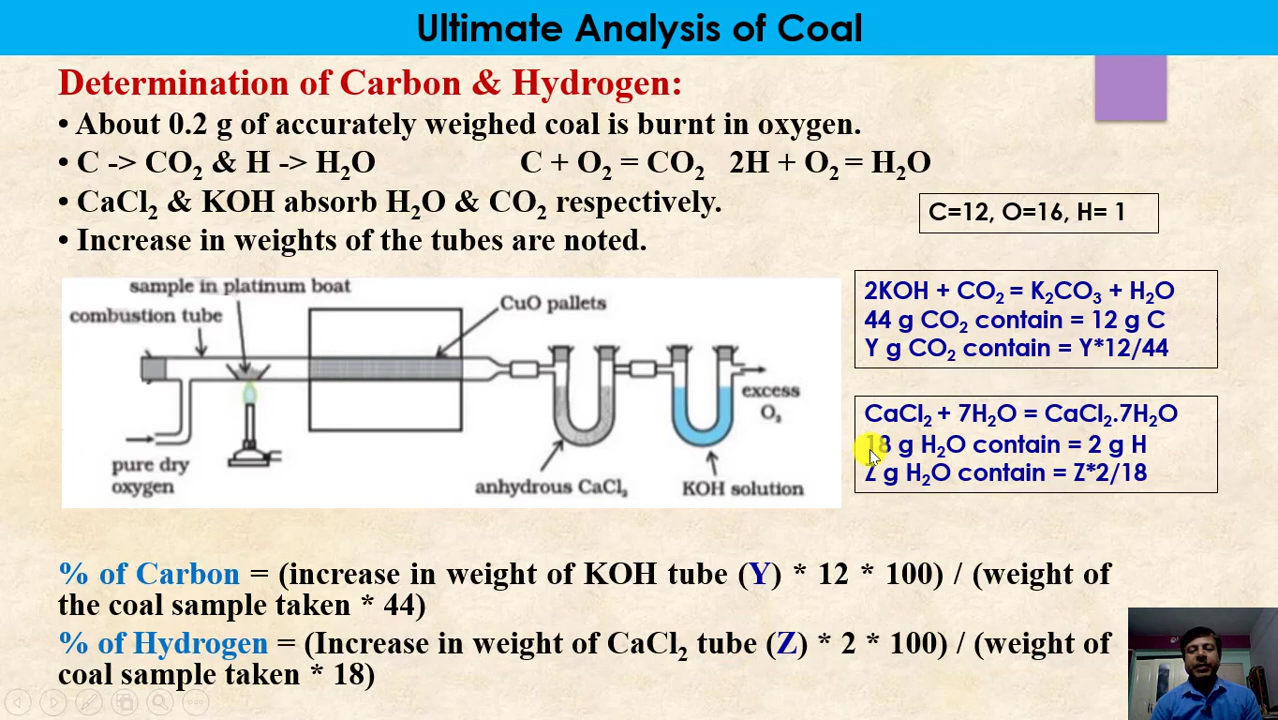 Ultimate Analysis of Coal
Determination of Carbon & Hydrogen:
• About 0.2 g of accurately weighed coal is burnt in oxygen.
• C -> CO₂ & H -> H₂O C + O₂ = CO₂ 2H + O₂ = H₂O
• CaCl₂ & KOH absorb H₂O & CO₂ respectively.
C=12, O=16, H= 1
• Increase in weights of the tubes are noted.
sample in platinum boat
combustion tube
CuO pallets
excess
O₂
pure dry
oxygen
anhydrous CaCl₂
KOH solution
2KOH + CO₂ = K₂CO₃ + H₂O
44 g CO₂ contain = 12 g C
Y g CO₂ contain = Y*12/44
CaCl₂ + 7H₂O = CaCl₂.7H₂O
18 g H₂O contain = 2 g H
Z g H₂O contain = Z*2/18
% of Carbon = (increase in weight of KOH tube (Y) * 12 * 100) / (weight of
the coal sample taken * 44)
% of Hydrogen = (Increase in weight of CaCl₂ tube (Z) * 2 * 100) / (weight of
coal sample taken * 18)